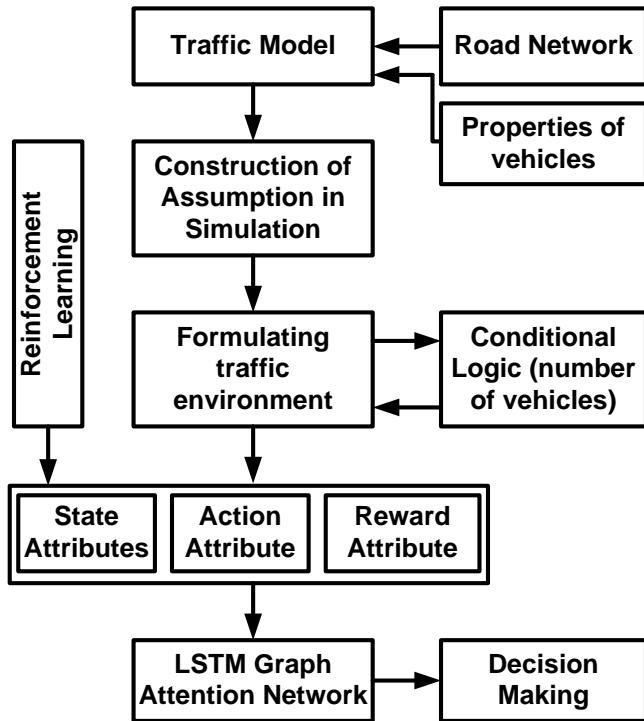 Traffic Model
Road Network
Properties of
vehicles
Construction of
Assumption in
Simulation
Reinforcement
Learning
Formulating
traffic
environment
Conditional
Logic (number
of vehicles)
State
Attributes
Action
Attribute
Reward
Attribute
LSTM Graph
Attention Network
Decision
Making